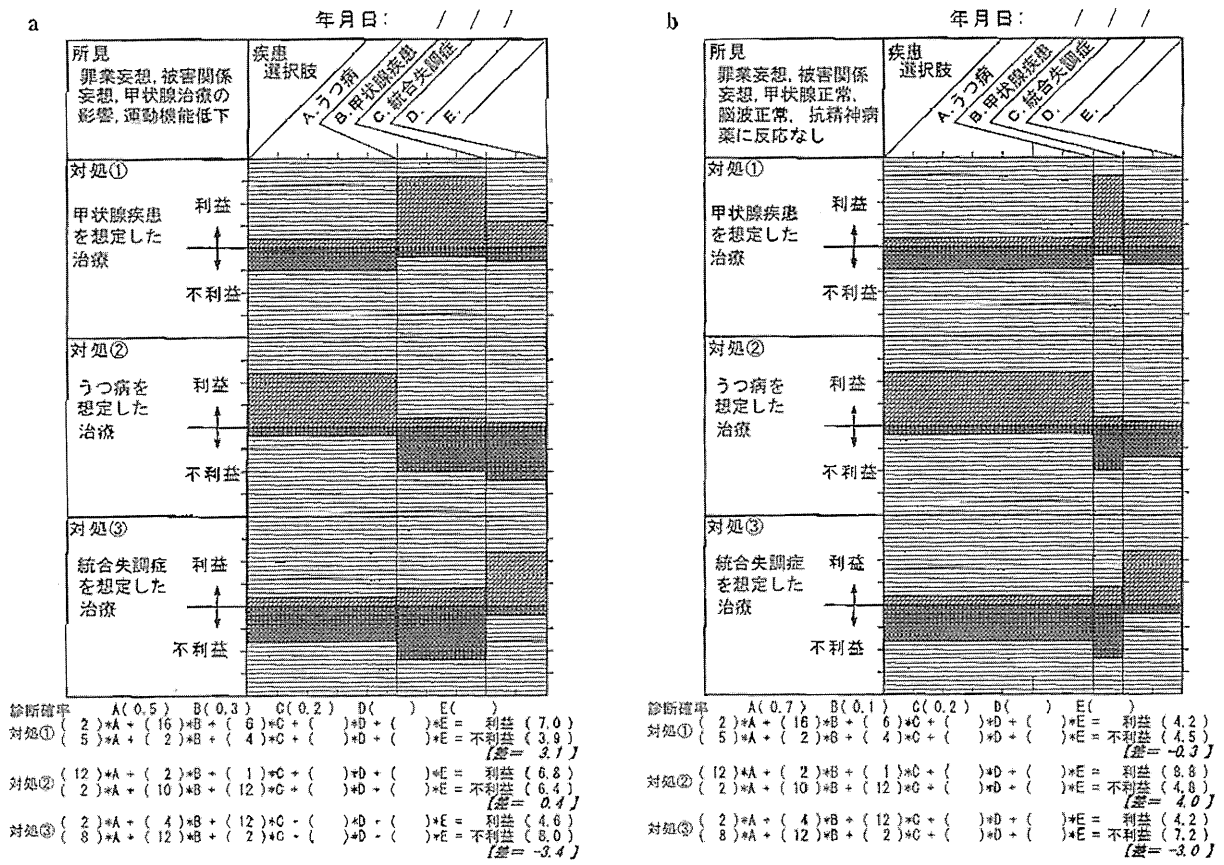 a
年月日: / / /
所見
罪業妄想, 被害関係
妄想, 甲状腺治療の
影響, 運動機能低下
疾患
選択肢
A. うつ病
B. 甲状腺疾患
C. 統合失調症
D.
E.
対処①
利益
甲状腺疾患
を想定した
治療
不利益
対処②
うつ病を
想定した
治療
利益
不利益
対処③
統合失調症
を想定した
治療
利益
不利益
診断確率 A(0.5) B(0.3) C(0.2) D( ) E( )
対処① ( 2 )*A + ( 16 )*B + ( 6 )*C + ( )*D + ( )*E = 利益 ( 7.0 )
( 5 )*A + ( 2 )*B + ( 4 )*C + ( )*D + ( )*E = 不利益 ( 3.9 )
[差= 3.1 ]
対処② ( 12 )*A + ( 2 )*B + ( 1 )*C + ( )*D + ( )*E = 利益 ( 6.8 )
( 2 )*A + ( 10 )*B + ( 12 )*C + ( )*D + ( )*E = 不利益 ( 6.4 )
[差= 0.4 ]
対処③ ( 2 )*A + ( 4 )*B + ( 12 )*C - ( )*D - ( )*E = 利益 ( 4.6 )
( 8 )*A + ( 12 )*B + ( 2 )*C - ( )*D - ( )*E = 不利益 ( 8.0 )
[差= -3.4 ]
b
年月日: / / /
所見
罪業妄想, 被害関係
妄想, 甲状腺正常,
脳波正常, 抗精神病
薬に反応なし
疾患
選択肢
A. うつ病
B. 甲状腺疾患
C. 統合失調症
D.
E.
対処①
利益
甲状腺疾患
を想定した
治療
不利益
対処②
うつ病を
想定した
治療
利益
不利益
対処③
統合失調症
を想定した
治療
利益
不利益
診断確率 A(0.7) B(0.1) C(0.2) D( ) E( )
対処① ( 2 )*A + ( 16 )*B + ( 6 )*C + ( )*D + ( )*E = 利益 ( 4.2 )
( 5 )*A + ( 2 )*B + ( 4 )*C + ( )*D + ( )*E = 不利益 ( 4.5 )
[差= -0.3 ]
対処② ( 12 )*A + ( 2 )*B + ( 1 )*C + ( )*D + ( )*E = 利益 ( 8.8 )
( 2 )*A + ( 10 )*B + ( 12 )*C + ( )*D + ( )*E = 不利益 ( 4.8 )
[差= 4.0 ]
対処③ ( 2 )*A + ( 4 )*B + ( 12 )*C + ( )*D + ( )*E = 利益 ( 4.2 )
( 8 )*A + ( 12 )*B + ( 2 )*C + ( )*D + ( )*E = 不利益 ( 7.2 )
[差= -3.0 ]